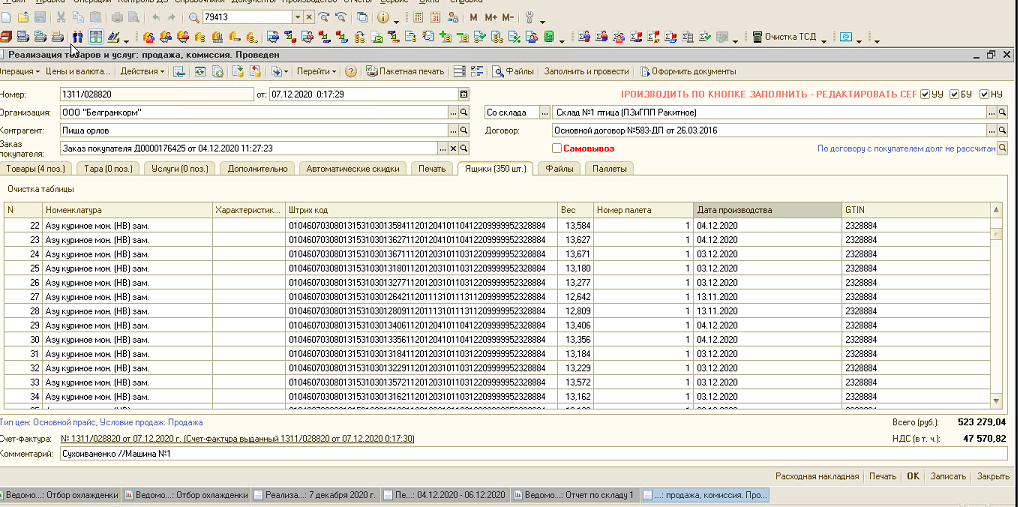 79413
M M+ M-
Очистка ТСД
Реализация товаров и услуг: продажа, комиссия. Проведен
Операция Цены и валюта... Действия Перейти Пакетная печать Файлы Заполнить и провести Оформить документы
Номер: 1311/028820 от: 07.12.2020 0:17:29 ІРОИЗВОДИТЬ ПО КНОПКЕ ЗАПОЛНИТЬ - РЕДАКТИРОВАТЬ СЕР УУ БУ НУ
Организация: ООО "Белгранкорм" Со склада Склад №1 птица (ПЗиГПП Ракитное)
Контрагент: Пища орлов Договор: Основной договор №583-ДП от 26.03.2016
Заказ покупателя: Заказ покупателя Д0000176425 от 04.12.2020 11:27:23 Самовывоз По договору с покупателем долг не рассчитан
Товары (4 поз.) Тара (0 поз.) Услуги (0 поз.) Дополнительно Автоматические скидки Печать Ящики (350 шт.) Файлы Паллеты
Очистка таблицы
N Номенклатура Характеристик... Штрих код Вес Номер палета Дата производства GTIN
22 Азу куриное мон. (НВ) зам. 13,584 1 04.12.2020 2328884
23 Азу куриное мон. (НВ) зам. 13,627 1 04.12.2020 2328884
24 Азу куриное мон. (НВ) зам. 13,671 1 03.12.2020 2328884
25 Азу куриное мон. (НВ) зам. 13,180 1 03.12.2020 2328884
26 Азу куриное мон. (НВ) зам. 13,277 1 03.12.2020 2328884
27 Азу куриное мон. (НВ) зам. 12,642 1 13.11.2020 2328884
28 Азу куриное мон. (НВ) зам. 12,809 1 13.11.2020 2328884
29 Азу куриное мон. (НВ) зам. 13,406 1 04.12.2020 2328884
30 Азу куриное мон. (НВ) зам. 13,356 1 04.12.2020 2328884
31 Азу куриное мон. (НВ) зам. 13,184 1 03.12.2020 2328884
32 Азу куриное мон. (НВ) зам. 13,229 1 03.12.2020 2328884
33 Азу куриное мон. (НВ) зам. 13,572 1 03.12.2020 2328884
34 Азу куриное мон. (НВ) зам. 13,162 1 03.12.2020 2328884
Тип цен: Основной прайс, Условие продаж: Продажа Всего (руб.): 523 279,04
Счет-фактура: № 1311/028820 от 07.12.2020 г. (Счет-фактура выданный 1311/028820 от 07.12.2020 0:17:30) НДС (в т. ч.): 47 570,82
Комментарий: Сухоиваненко //Машина №1
Расходная накладная Печать OK Записать Закрыть
Ведомо...: Отбор охлажденки Ведомо...: Отбор охлажденки Реализа...: 7 декабря 2020 г. Пе...: 04.12.2020 - 06.12.2020 Ведомо...: Отчет по складу 1 ...: продажа, комиссия. Про...